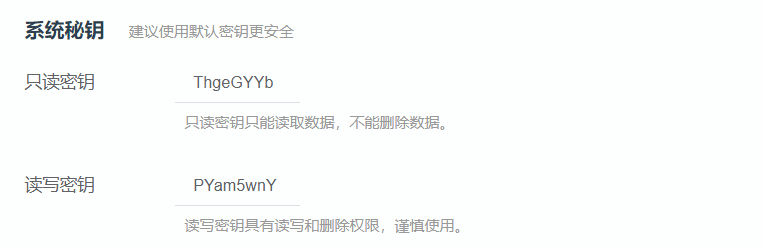 系统秘钥 建议使用默认密钥更安全
只读密钥 ThgeGYYb
只读密钥只能读取数据，不能删除数据。
读写密钥 PYam5wnY
读写密钥具有读写和删除权限，谨慎使用。